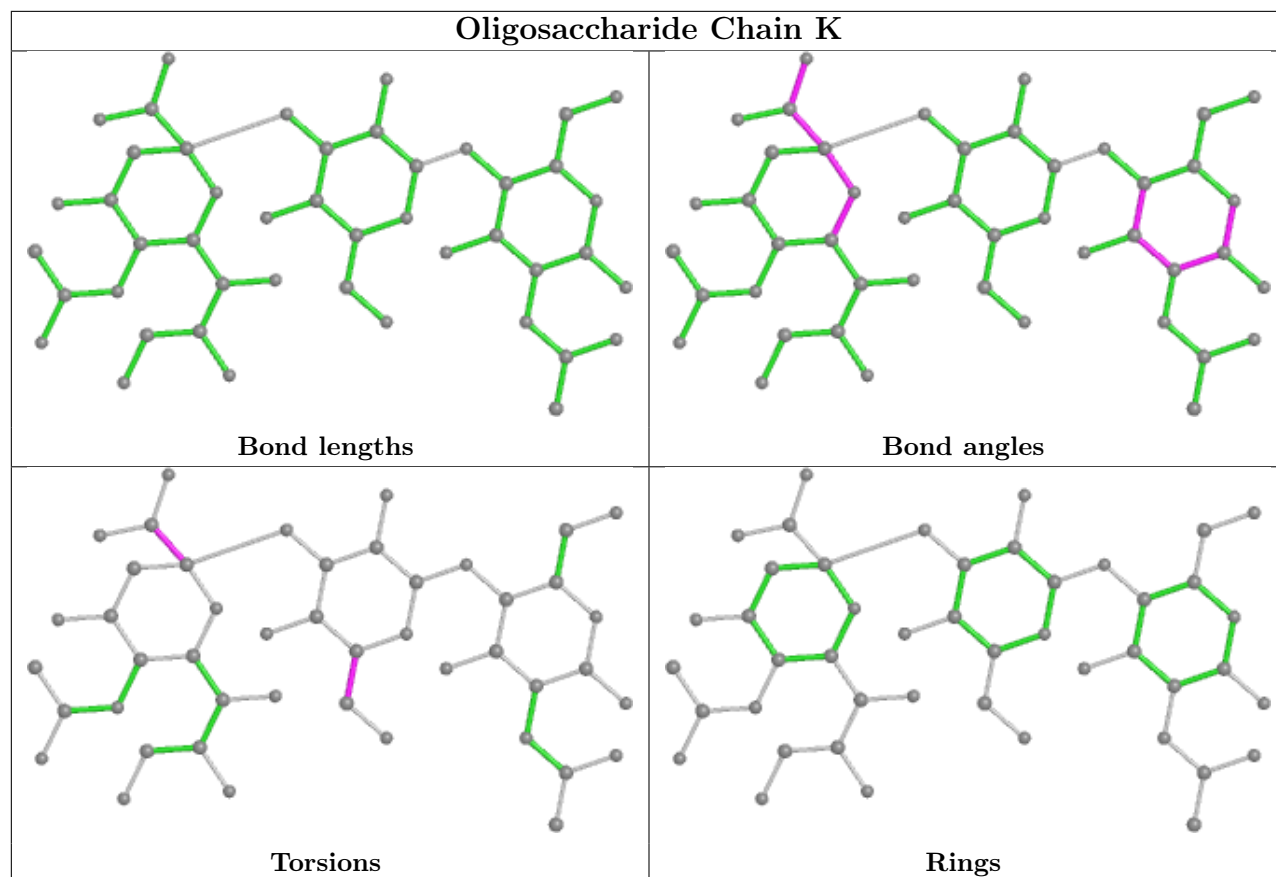 Oligosaccharide Chain K
Bond lengths
Bond angles
Torsions
Rings